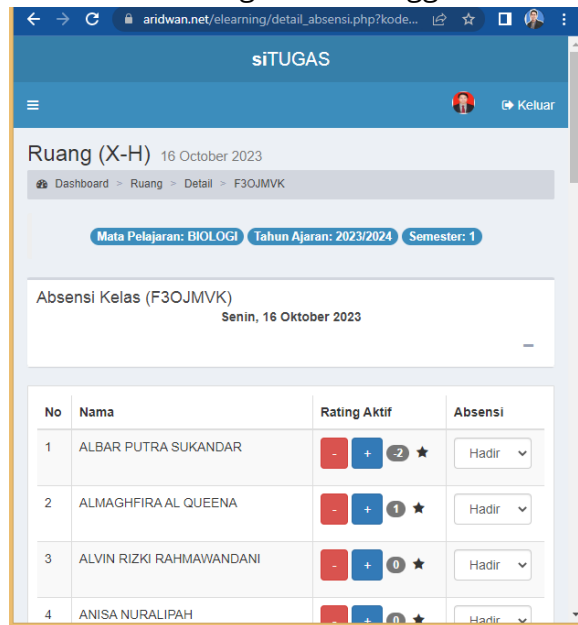 aridwan.net/elearning/detail_absensi.php?kode...
siTUGAS
Keluar
Ruang (X-H) 16 October 2023
Dashboard > Ruang > Detail > F3OJMVK
Mata Pelajaran: BIOLOGI Tahun Ajaran: 2023/2024 Semester: 1
Absensi Kelas (F3OJMVK)
Senin, 16 Oktober 2023
No Nama Rating Aktif Absensi
1 ALBAR PUTRA SUKANDAR - + -2 Hadir
2 ALMAGHFIRA AL QUEENA - + 1 Hadir
3 ALVIN RIZKI RAHMAWANDANI - + 0 Hadir
4 ANISA NURALIPAH - + 0 Hadir